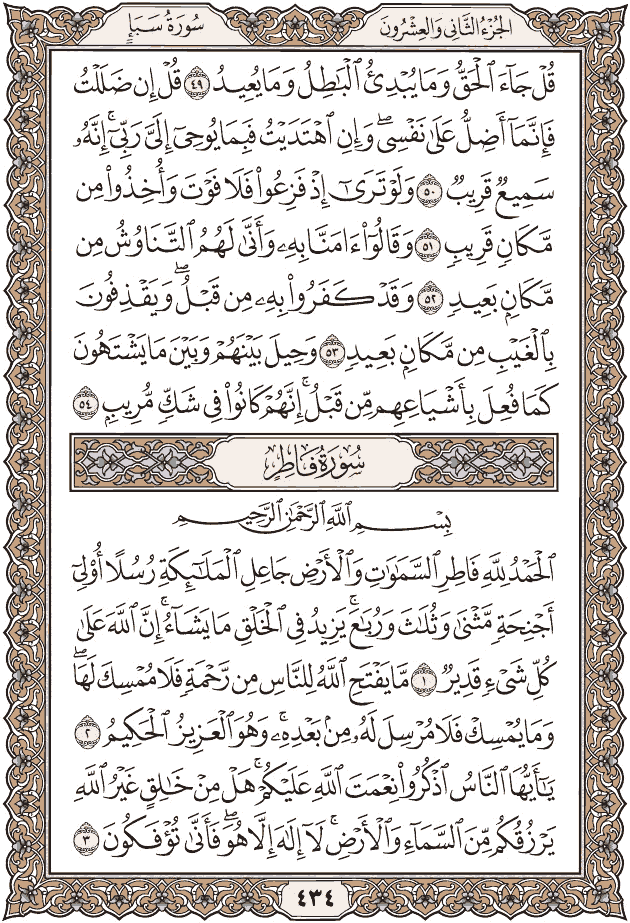 الجزء الثاني والعشرون
سورة سبإ
قُلْ جَآءَ ٱلْحَقُّ وَمَا يُبْدِئُ ٱلْبَٰطِلُ وَمَا يُعِيدُ ٤٩ قُلْ إِن ضَلَلْتُ
فَإِنَّمَآ أَضِلُّ عَلَىٰ نَفْسِىۖ وَإِنِ ٱهْتَدَيْتُ فَبِمَا يُوحِىٓ إِلَىَّ رَبِّىٓۚ إِنَّهُۥ
سَمِيعٌ قَرِيبٌ ٥٠ وَلَوْ تَرَىٰٓ إِذْ فَزِعُوا۟ فَلَا فَوْتَ وَأُخِذُوا۟ مِن
مَّكَانٍ قَرِيبٍ ٥١ وَقَالُوٓا۟ ءَامَنَّا بِهِۦ وَأَنَّىٰ لَهُمُ ٱلتَّنَاوُشُ مِن
مَّكَانٍۭ بَعِيدٍ ٥٢ وَقَدْ كَفَرُوا۟ بِهِۦ مِن قَبْلُۖ وَيَقْذِفُونَ
بِٱلْغَيْبِ مِن مَّكَانٍۭ بَعِيدٍ ٥٣ وَحِيلَ بَيْنَهُمْ وَبَيْنَ مَا يَشْتَهُونَ
كَمَا فُعِلَ بِأَشْيَاعِهِم مِّن قَبْلُۚ إِنَّهُمْ كَانُوا۟ فِى شَكٍّ مُّرِيبٍۭ ٥٤
سُورَةُ فَاطِرٍ
بِسْمِ ٱللَّهِ ٱلرَّحْمَٰنِ ٱلرَّحِيمِ
ٱلْحَمْدُ لِلَّهِ فَاطِرِ ٱلسَّمَٰوَٰتِ وَٱلْأَرْضِ جَاعِلِ ٱلْمَلَٰٓئِكَةِ رُسُلًا أُو۟لِىٓ
أَجْنِحَةٍ مَّثْنَىٰ وَثُلَٰثَ وَرُبَٰعَۚ يَزِيدُ فِى ٱلْخَلْقِ مَا يَشَآءُۚ إِنَّ ٱللَّهَ عَلَىٰ
كُلِّ شَىْءٍ قَدِيرٌ ١ مَّا يَفْتَحِ ٱللَّهُ لِلنَّاسِ مِن رَّحْمَةٍ فَلَا مُمْسِكَ لَهَاۖ
وَمَا يُمْسِكْ فَلَا مُرْسِلَ لَهُۥ مِنۢ بَعْدِهِۦۚ وَهُوَ ٱلْعَزِيزُ ٱلْحَكِيمُ ٢
يَٰٓأَيُّهَا ٱلنَّاسُ ٱذْكُرُوا۟ نِعْمَتَ ٱللَّهِ عَلَيْكُمْۚ هَلْ مِنْ خَٰلِقٍ غَيْرُ ٱللَّهِ
يَرْزُقُكُم مِّنَ ٱلسَّمَآءِ وَٱلْأَرْضِۚ لَآ إِلَٰهَ إِلَّا هُوَۖ فَأَنَّىٰ تُؤْفَكُونَ ٣
٤٣٤